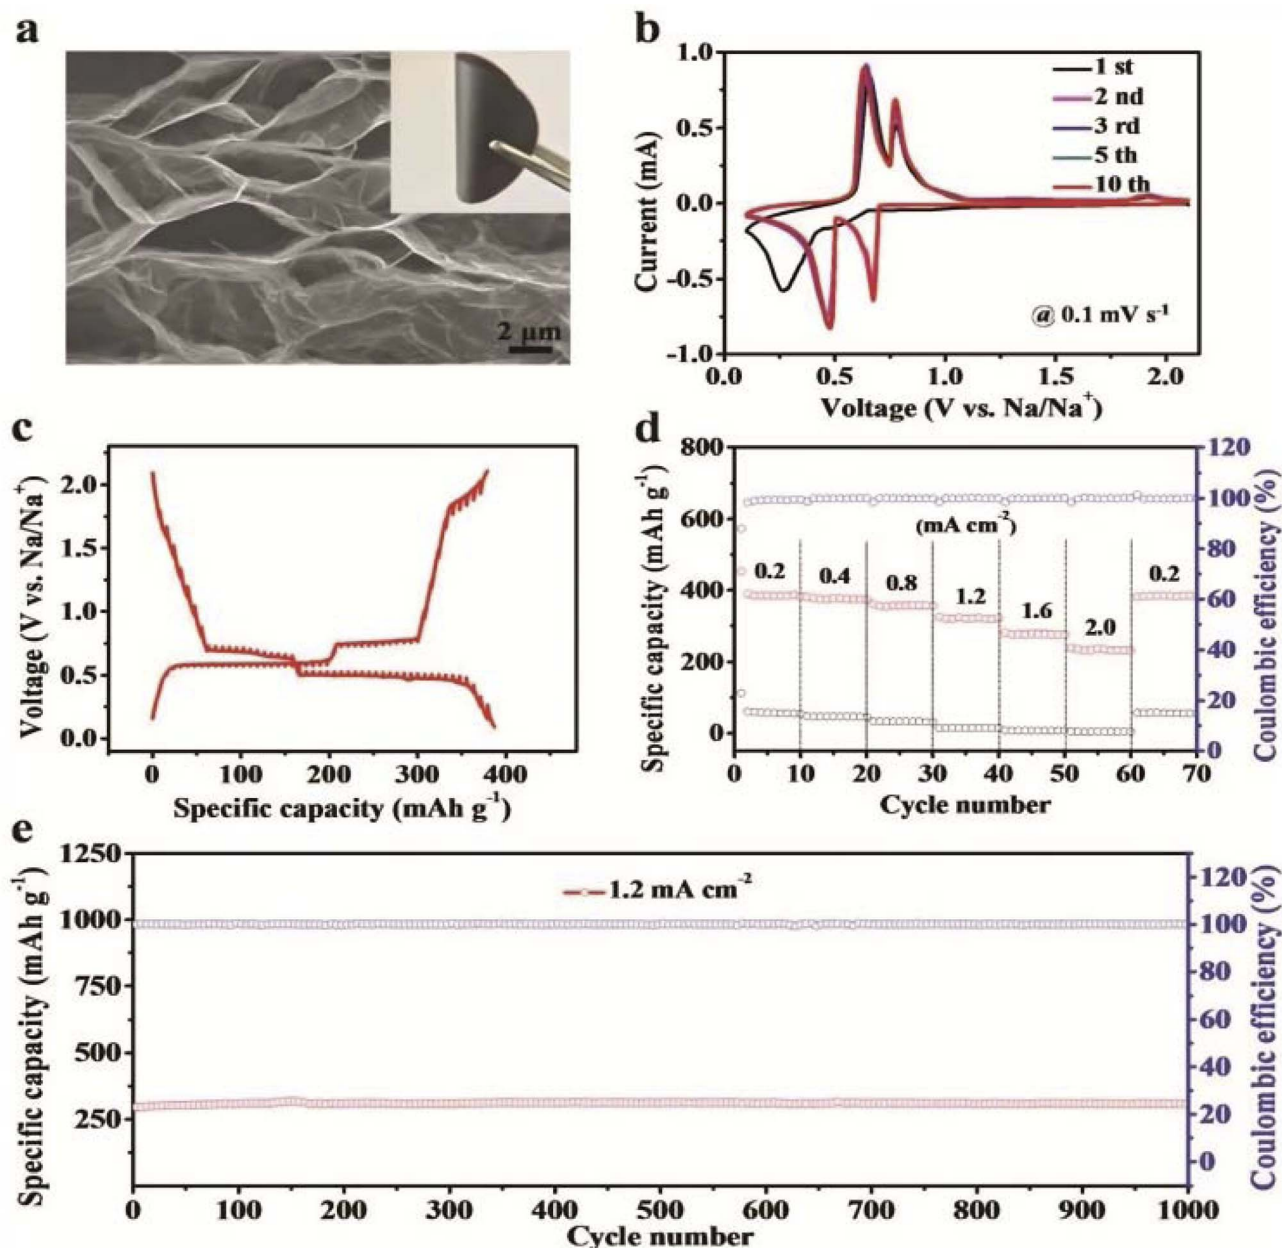 a
2 µm
b
1.0
0.5
0.0
-0.5
-1.0
Current (mA)
1 st
2 nd
3 rd
5 th
10 th
@ 0.1 mV s⁻¹
0.0 0.5 1.0 1.5 2.0
Voltage (V vs. Na/Na⁺)
c
2.0
1.5
1.0
0.5
0.0
Voltage (V vs. Na/Na⁺)
0 100 200 300 400
Specific capacity (mAh g⁻¹)
d
800
600
400
200
0
Specific capacity (mAh g⁻¹)
(mA cm⁻²)
0.2 0.4 0.8 1.2 1.6 2.0 0.2
120
100
80
60
40
20
0
Coulombic efficiency (%)
0 10 20 30 40 50 60 70
Cycle number
e
1250
1000
750
500
250
Specific capacity (mAh g⁻¹)
1.2 mA cm⁻²
120
100
80
60
40
20
0
Coulombic efficiency (%)
0 100 200 300 400 500 600 700 800 900 1000
Cycle number